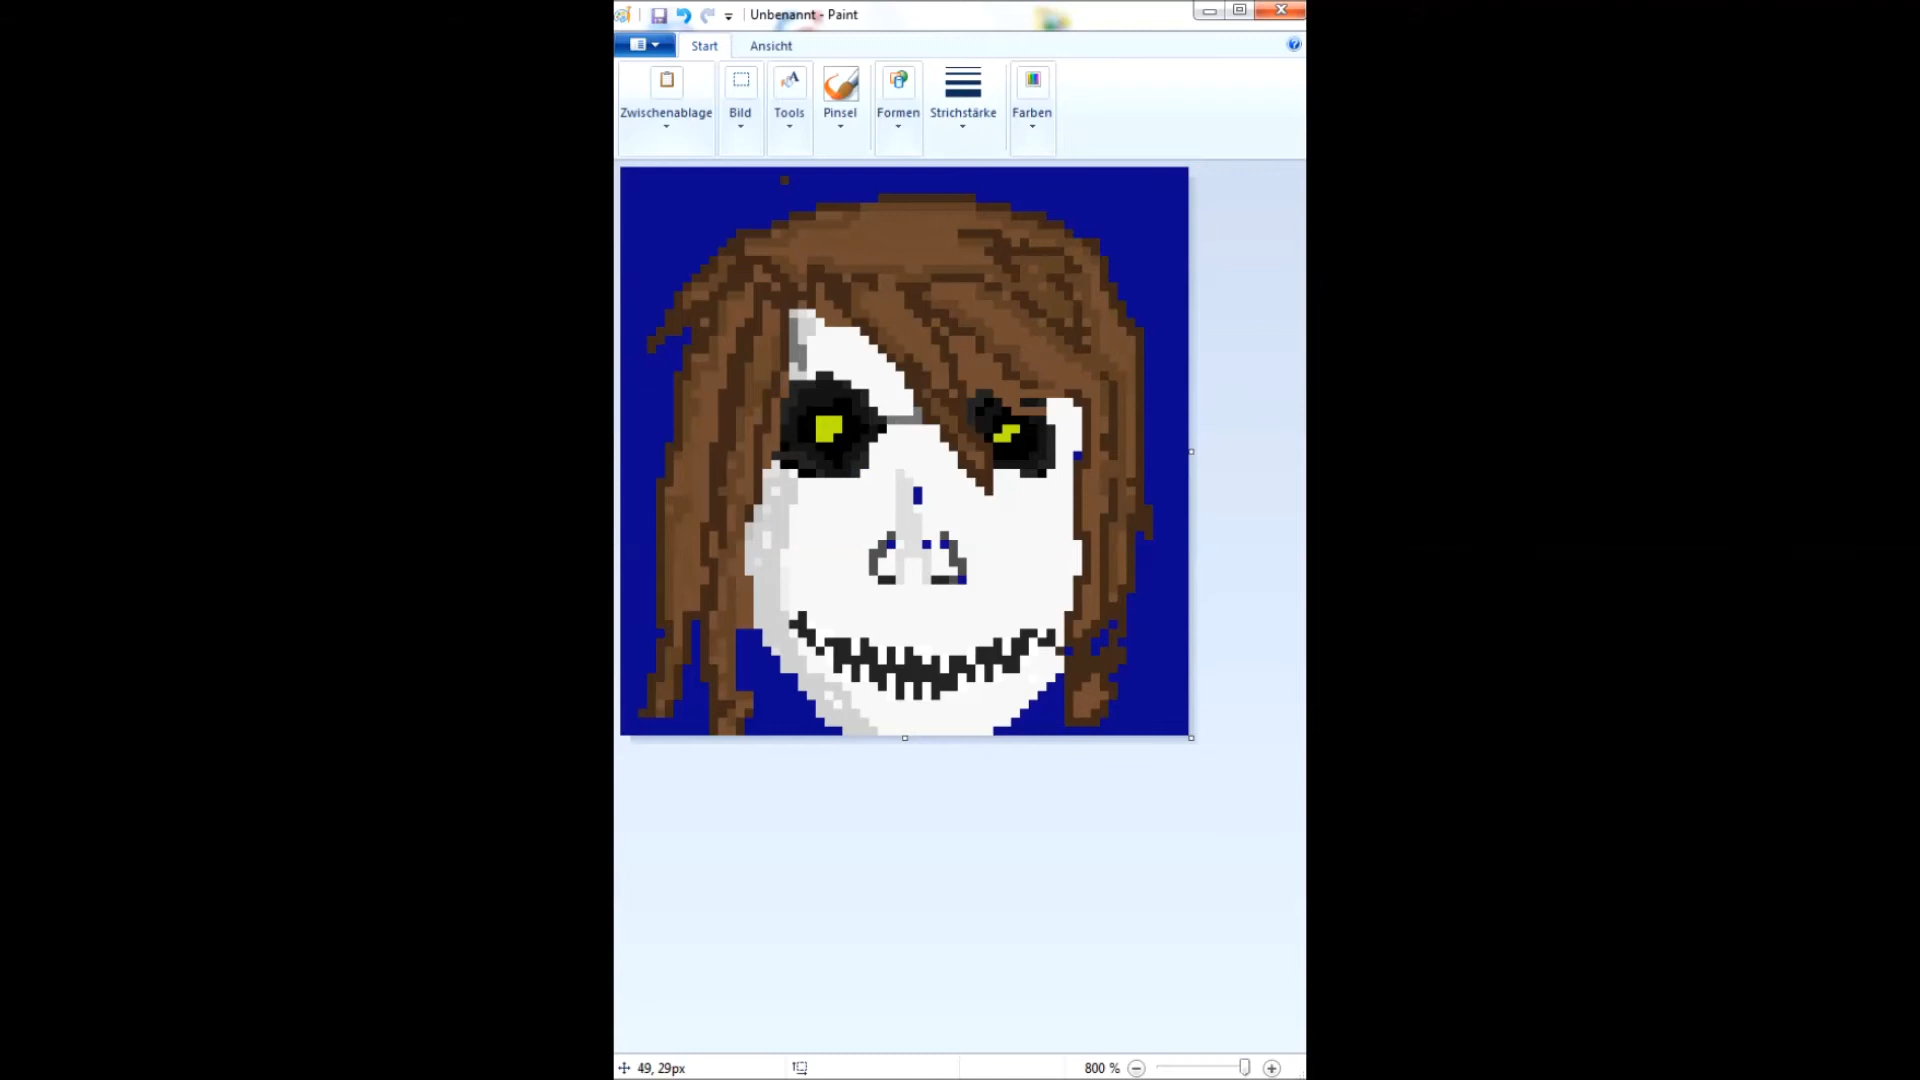 Unbenannt - Paint
Start Ansicht
Zwischenablage Bild Tools Pinsel Formen Strichstärke Farben
49, 29px 800 %